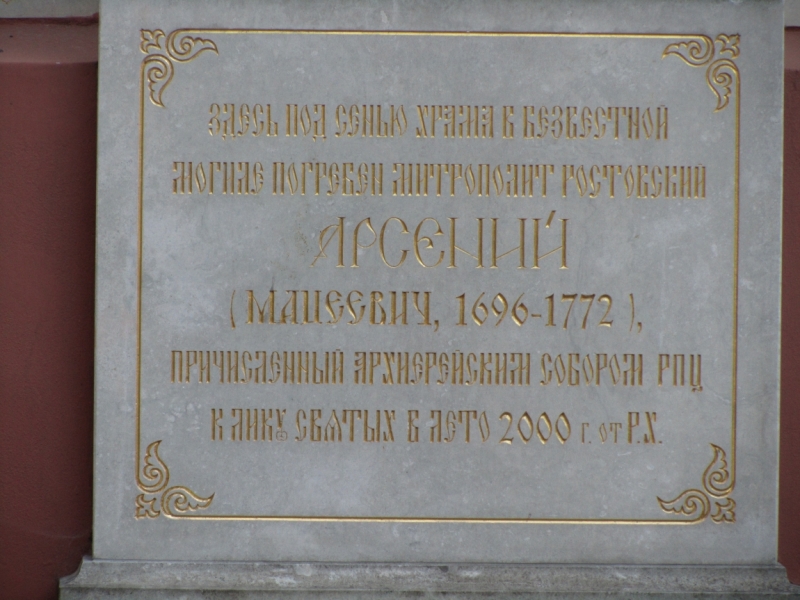 ЗДЕСЬ ПОД СЕНЬЮ ХРАМА В БЕЗВЕСТНОЙ
МОГИЛЕ ПОГРЕБЕН МИТРОПОЛИТ РОСТОВСКИЙ
АРСЕНИЙ
(МАЦЕЕВИЧ, 1696-1772),
ПРИЧИСЛЕННЫЙ АРХИЕРЕЙСКИМ СОБОРОМ РПЦ
К ЛИКУ СВЯТЫХ В ЛЕТО 2000 г. от Р.Х.